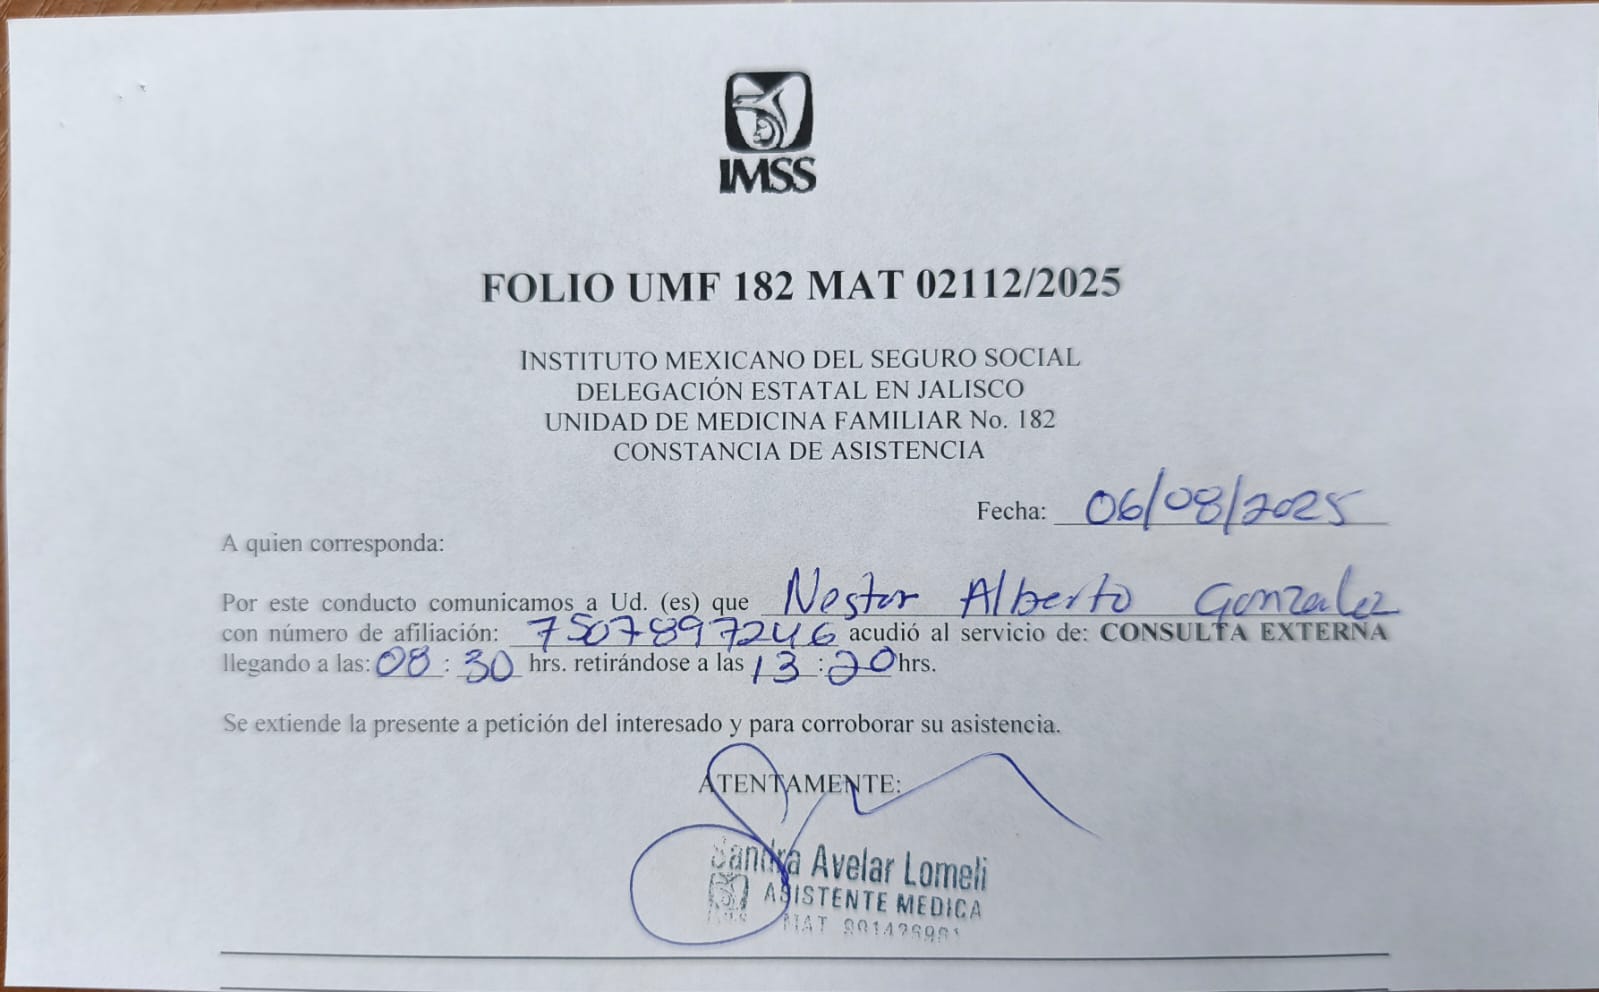 IMSS
FOLIO UMF 182 MAT 02112/2025
INSTITUTO MEXICANO DEL SEGURO SOCIAL
DELEGACIÓN ESTATAL EN JALISCO
UNIDAD DE MEDICINA FAMILIAR No. 182
CONSTANCIA DE ASISTENCIA
Fecha: 06/08/2025
A quien corresponda:
Por este conducto comunicamos a Ud. (es) que Nestor Alberto Gonzalez
con número de afiliación: 75078997246 acudió al servicio de: CONSULTA EXTERNA
llegando a las: 08 : 30 hrs. retirándose a las 13 : 20 hrs.
Se extiende la presente a petición del interesado y para corroborar su asistencia.
ATENTAMENTE:
Sandra Avelar Lomeli
ASISTENTE MEDICA
MAT